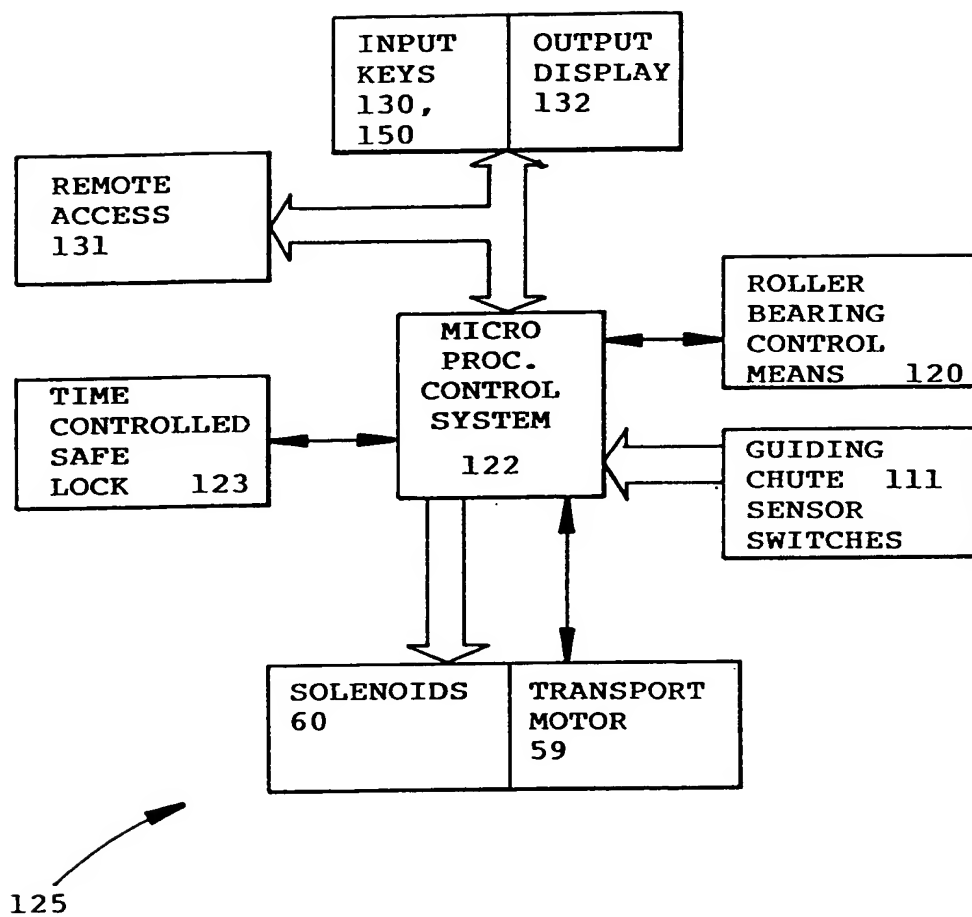 INPUT
KEYS
130,
150
OUTPUT
DISPLAY
132
REMOTE
ACCESS
131
ROLLER
BEARING
CONTROL
MEANS 120
MICRO
PROC.
CONTROL
SYSTEM
122
TIME
CONTROLLED
SAFE
LOCK 123
GUIDING
CHUTE 111
SENSOR
SWITCHES
SOLENOIDS
60
TRANSPORT
MOTOR
59
125